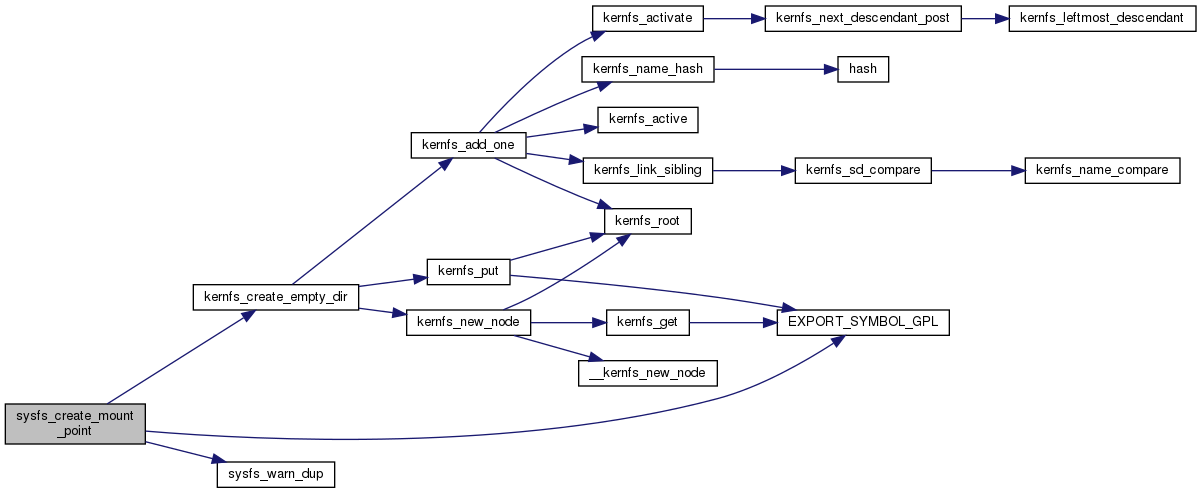 kernfs_activate
kernfs_next_descendant_post
kernfs_leftmost_descendant
kernfs_name_hash
hash
kernfs_active
kernfs_add_one
kernfs_link_sibling
kernfs_sd_compare
kernfs_name_compare
kernfs_root
kernfs_put
kernfs_create_empty_dir
kernfs_new_node
kernfs_get
EXPORT_SYMBOL_GPL
__kernfs_new_node
sysfs_create_mount
_point
sysfs_warn_dup